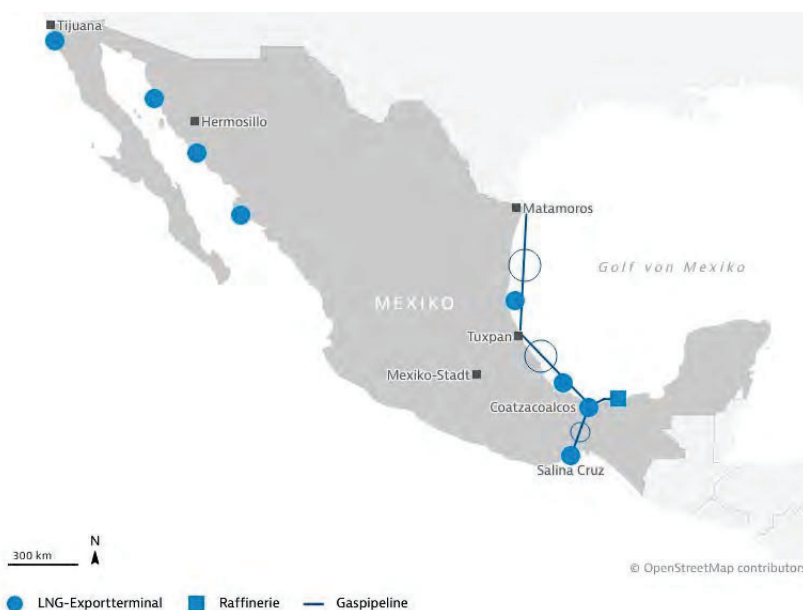 Tijuana
Hermosillo
Matamoros
Golf von Mexiko
MEXIKO
Tuxpan
Mexiko-Stadt
Coatzacoalcos
Salina Cruz
300 km
N
© OpenStreetMap contributors
LNG-Exportterminal
Raffinerie
Gaspipeline